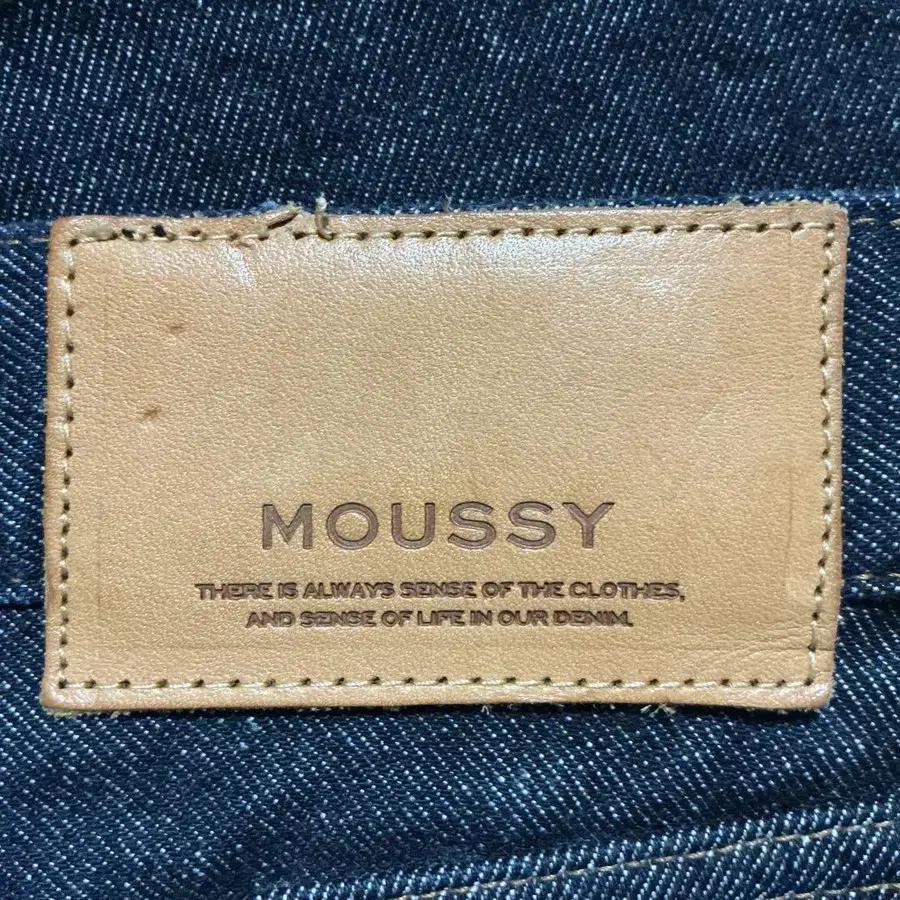 MOUSSY
THERE IS ALWAYS SENSE OF THE CLOTHES,
AND SENSE OF LIFE IN OUR DENIM.